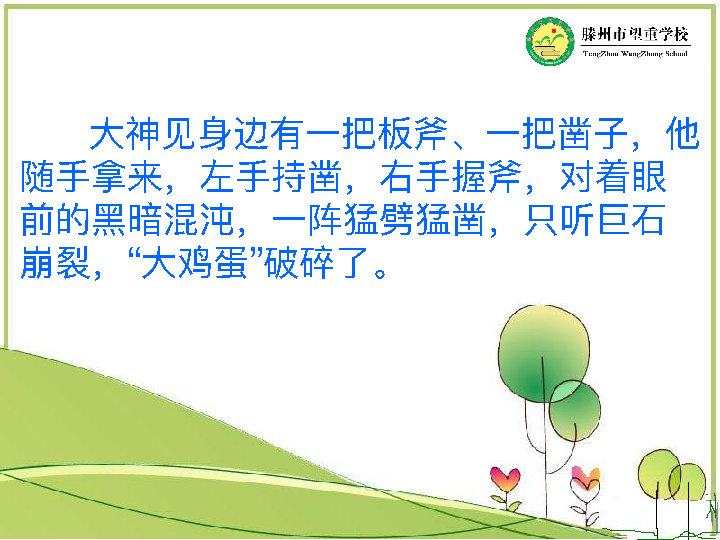 滕州市望重学校
TengZhou WangZhong School
大神见身边有一把板斧、一把凿子，他
随手拿来，左手持凿，右手握斧，对着眼
前的黑暗混沌，一阵猛劈猛凿，只听巨石
崩裂，“大鸡蛋”破碎了。